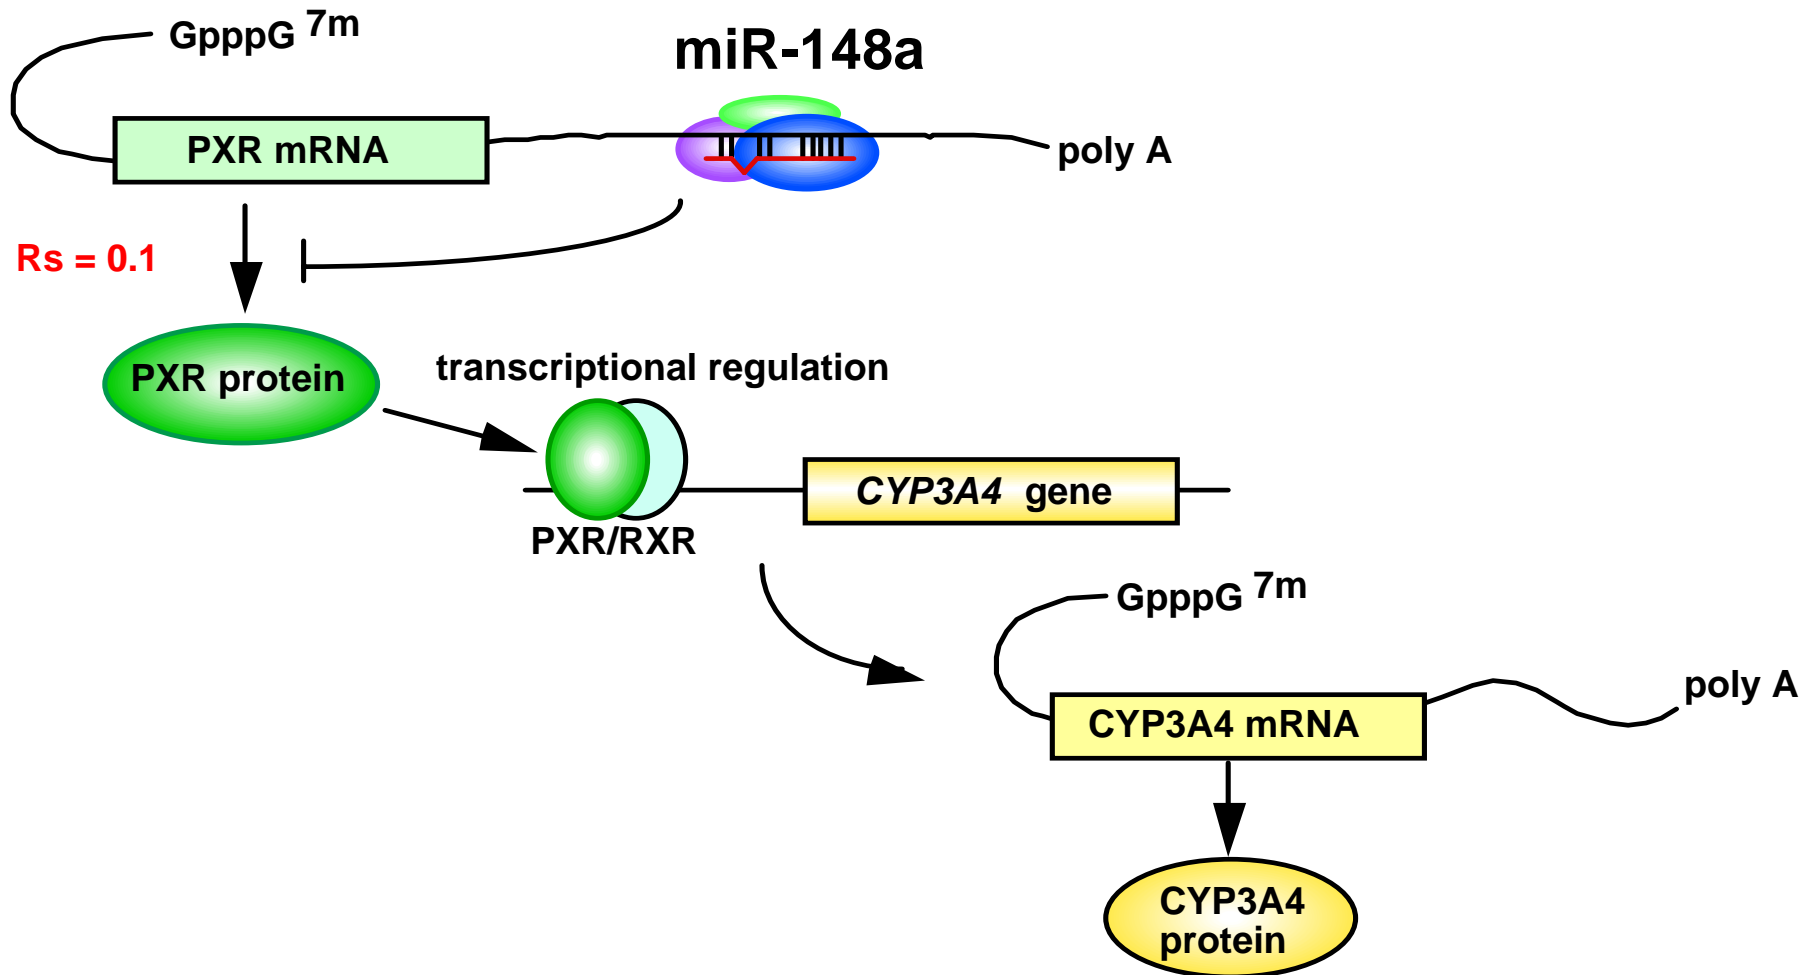 GpppG 7m
miR-148a
PXR mRNA
poly A
Rs = 0.1
PXR protein
transcriptional regulation
CYP3A4 gene
PXR/RXR
GpppG 7m
poly A
CYP3A4 mRNA
CYP3A4
protein